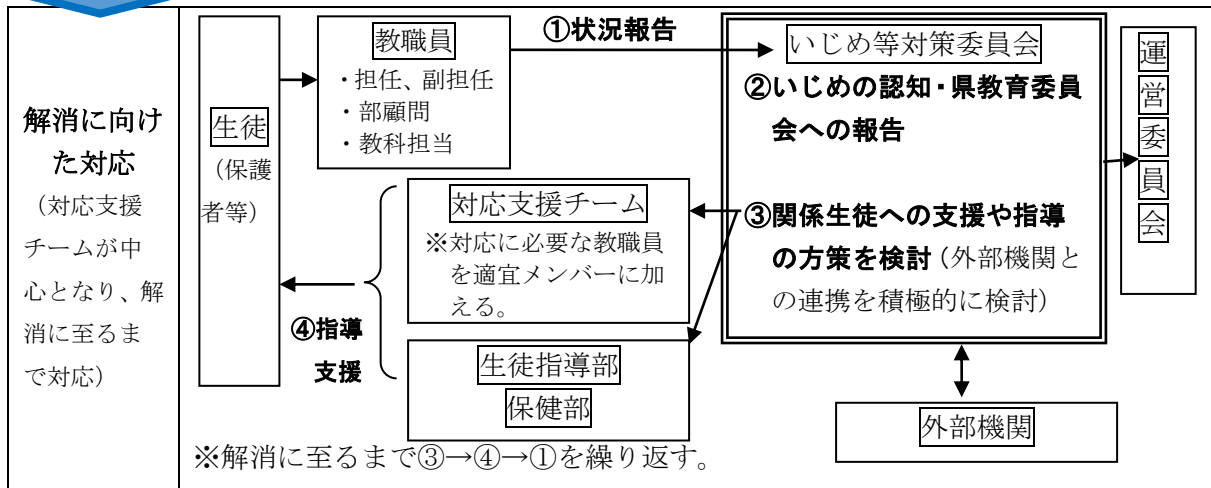 解消に向け
た対応
（対応支援
チームが中
心となり、解
消に至るま
で対応）
生徒
（保護
者等）
教職員
・担任、副担任
・部顧問
・教科担当
①状況報告
いじめ等対策委員会
②いじめの認知・県教育委員
会への報告
③関係生徒への支援や指導
の方策を検討（外部機関と
の連携を積極的に検討）
運営委員会
対応支援チーム
※対応に必要な教職員
を適宜メンバーに加
える。
④指導
支援
生徒指導部
保健部
外部機関
※解消に至るまで③→④→①を繰り返す。